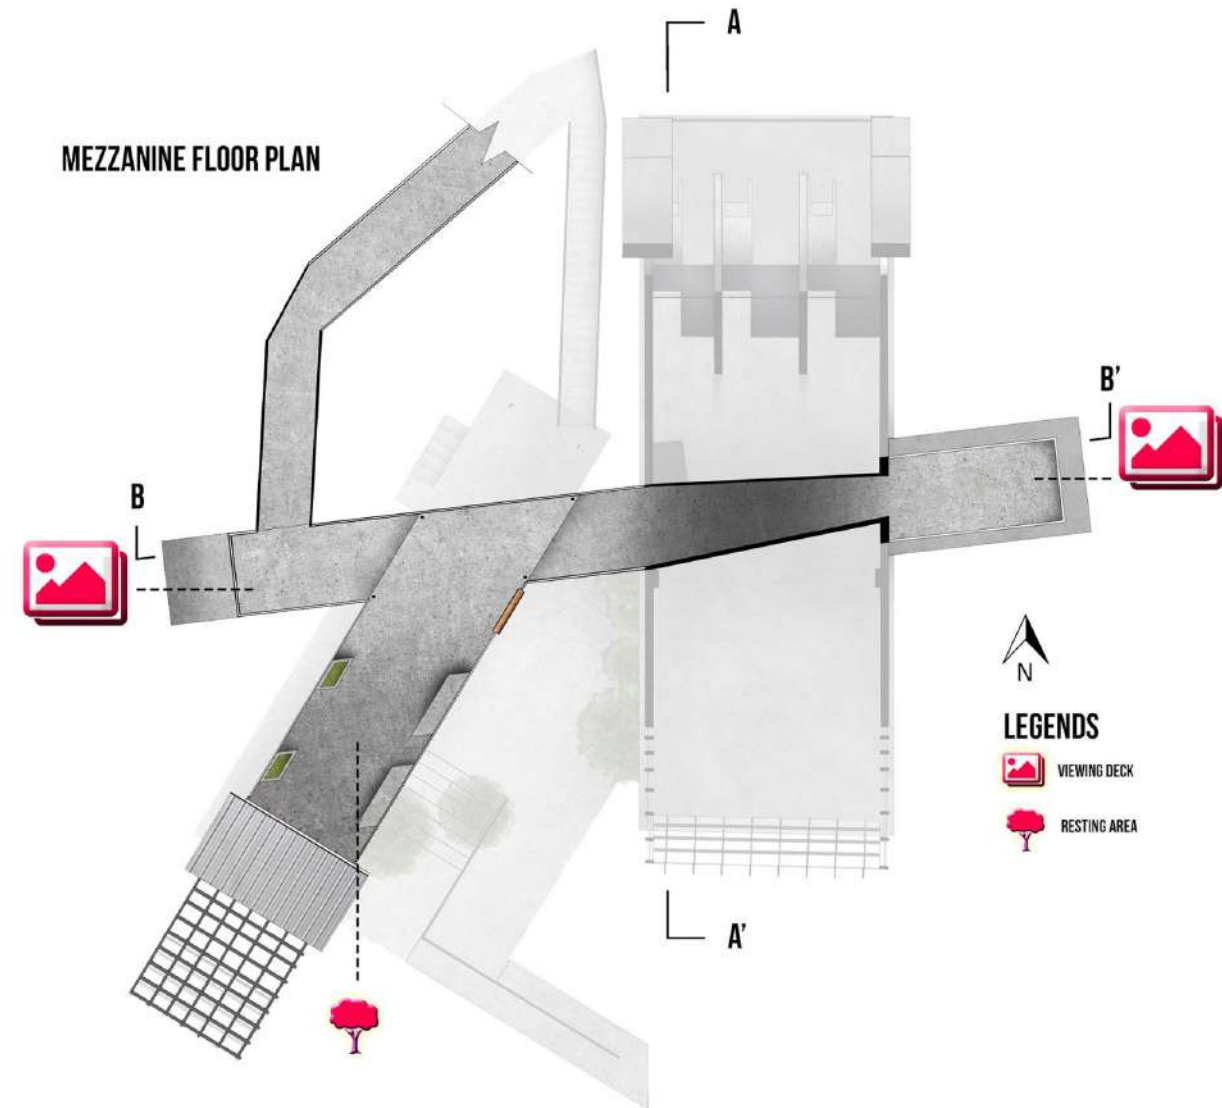 A
MEZZANINE FLOOR PLAN
B'
B
N
LEGENDS
VIEWING DECK
RESTING AREA
A'